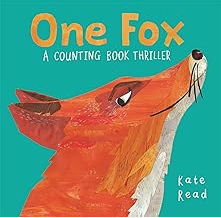 One Fox
A COUNTING BOOK THRILLER
Kate
Read